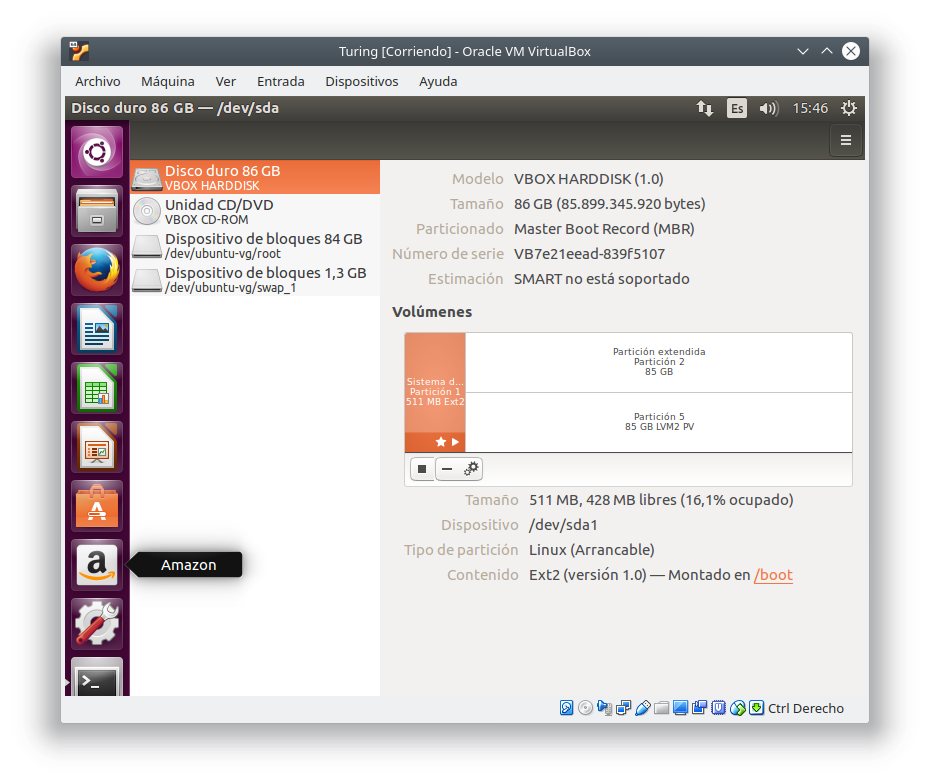 Turing [Corriendo] - Oracle VM VirtualBox
Archivo Máquina Ver Entrada Dispositivos Ayuda
Disco duro 86 GB — /dev/sda Es 15:46
Disco duro 86 GB
VBOX HARDDISK
Unidad CD/DVD
VBOX CD-ROM
Dispositivo de bloques 84 GB
/dev/ubuntu-vg/root
Dispositivo de bloques 1,3 GB
/dev/ubuntu-vg/swap_1
Modelo VBOX HARDDISK (1.0)
Tamaño 86 GB (85.899.345.920 bytes)
Particionado Master Boot Record (MBR)
Número de serie VB7e21eead-839f5107
Estimación SMART no está soportado
Volúmenes
Sistema d...
Partición 1
511 MB Ext2
Partición extendida
Partición 2
85 GB
Partición 5
85 GB LVM2 PV
Tamaño 511 MB, 428 MB libres (16,1% ocupado)
Dispositivo /dev/sda1
Tipo de partición Linux (Arrancable)
Contenido Ext2 (versión 1.0) — Montado en /boot
Amazon
Ctrl Derecho